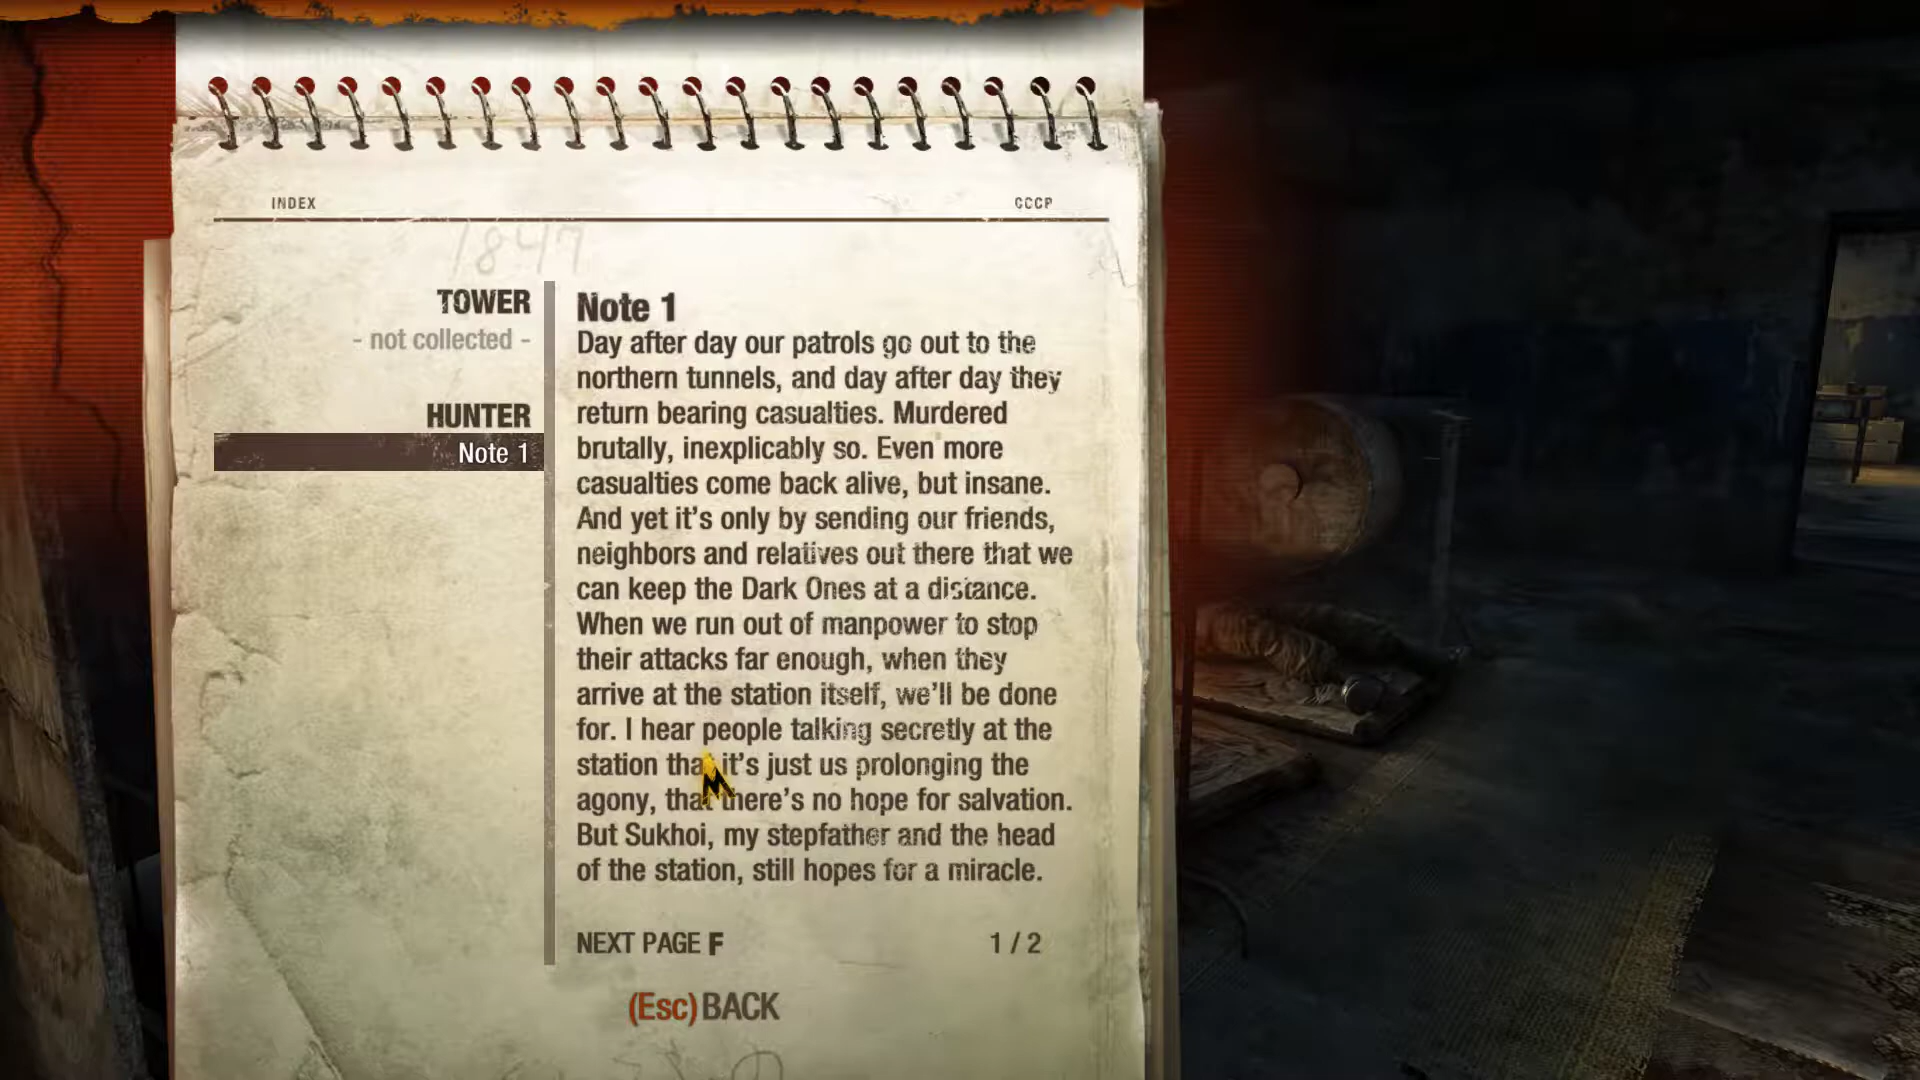 INDEX
CCCP
1847
TOWER
- not collected -
HUNTER
Note 1
Note 1
Day after day our patrols go out to the
northern tunnels, and day after day they
return bearing casualties. Murdered
brutally, inexplicably so. Even more
casualties come back alive, but insane.
And yet it's only by sending our friends,
neighbors and relatives out there that we
can keep the Dark Ones at a distance.
When we run out of manpower to stop
their attacks far enough, when they
arrive at the station itself, we'll be done
for. I hear people talking secretly at the
station that it's just us prolonging the
agony, that there's no hope for salvation.
But Sukhoi, my stepfather and the head
of the station, still hopes for a miracle.
NEXT PAGE F
1 / 2
(Esc) BACK